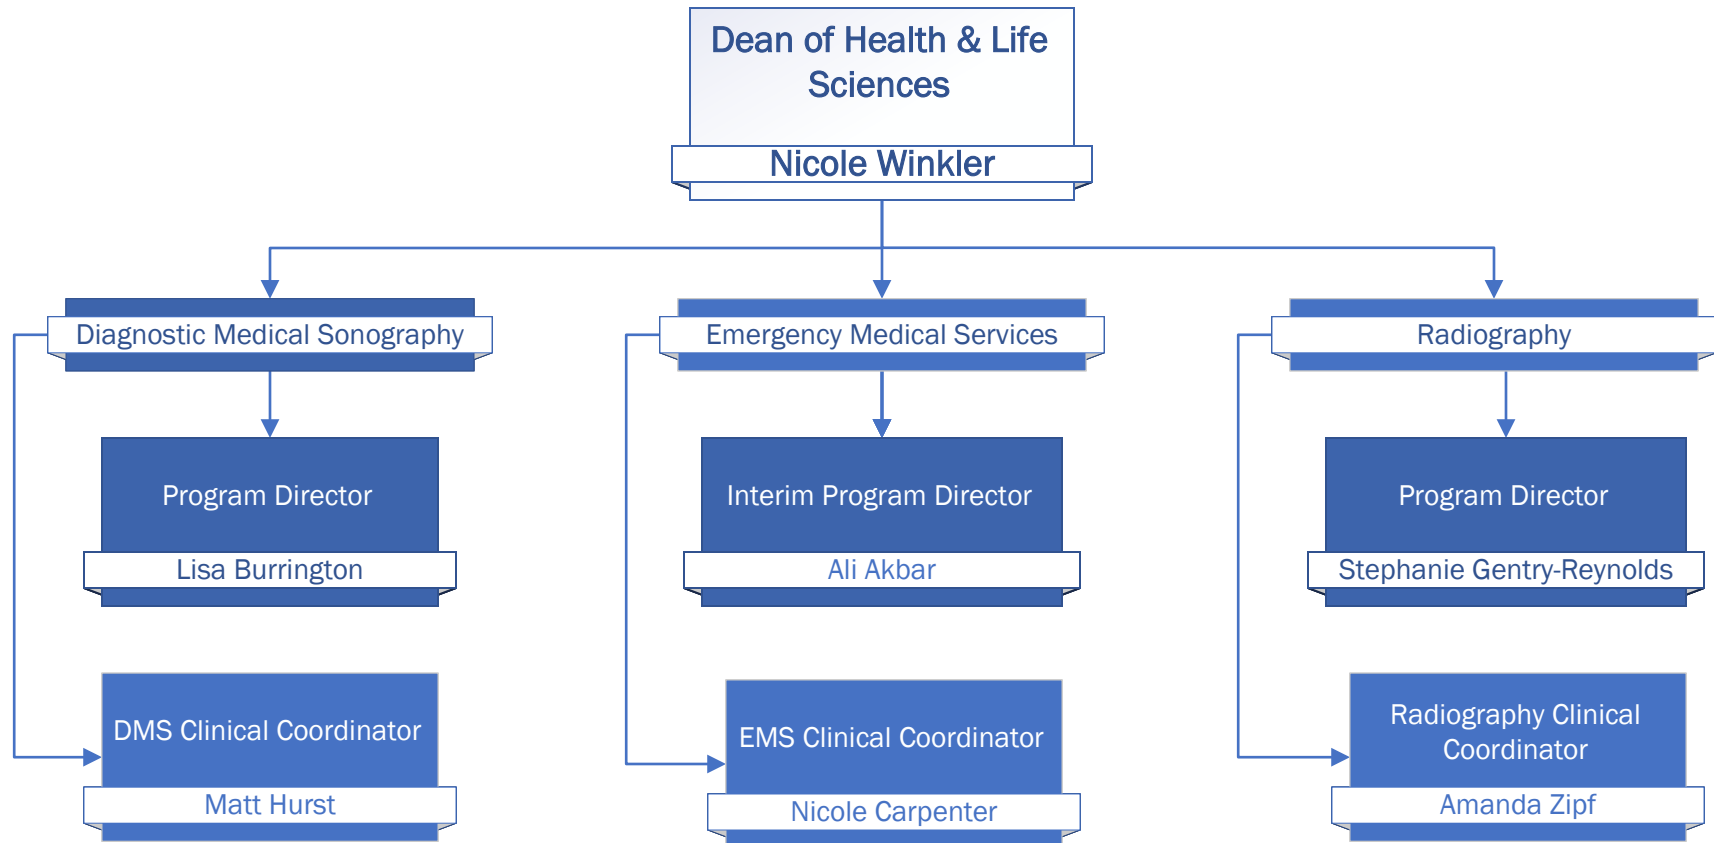 Dean of Health & Life
Sciences
Nicole Winkler
Diagnostic Medical Sonography
Emergency Medical Services
Radiography
Program Director
Lisa Burrington
Interim Program Director
Ali Akbar
Program Director
Stephanie Gentry-Reynolds
DMS Clinical Coordinator
Matt Hurst
EMS Clinical Coordinator
Nicole Carpenter
Radiography Clinical
Coordinator
Amanda Zipf